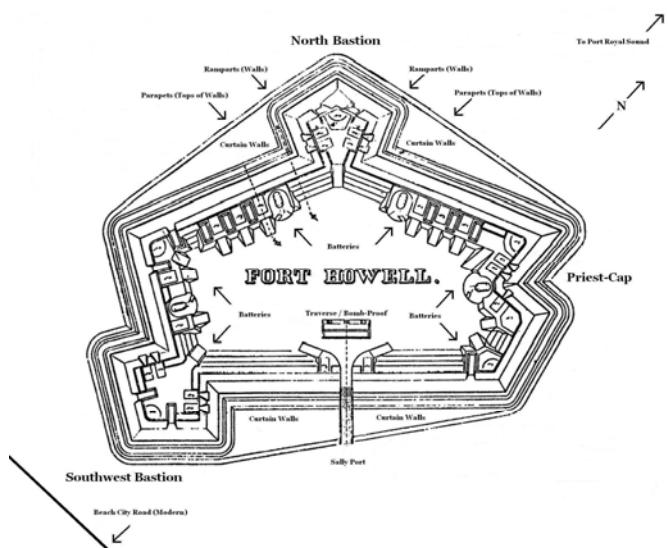 North Bastion
To Port Royal Sound
Ramparts (Walls)
Ramparts (Walls)
Parapets (Tops of Walls)
Parapets (Tops of Walls)
N
Curtain Walls
Curtain Walls
Batteries
FORT HOWELL.
Priest-Cap
Batteries
Traverse / Bomb-Proof
Batteries
Curtain Walls
Curtain Walls
Sally Port
Southwest Bastion
Beach City Road (Modern)